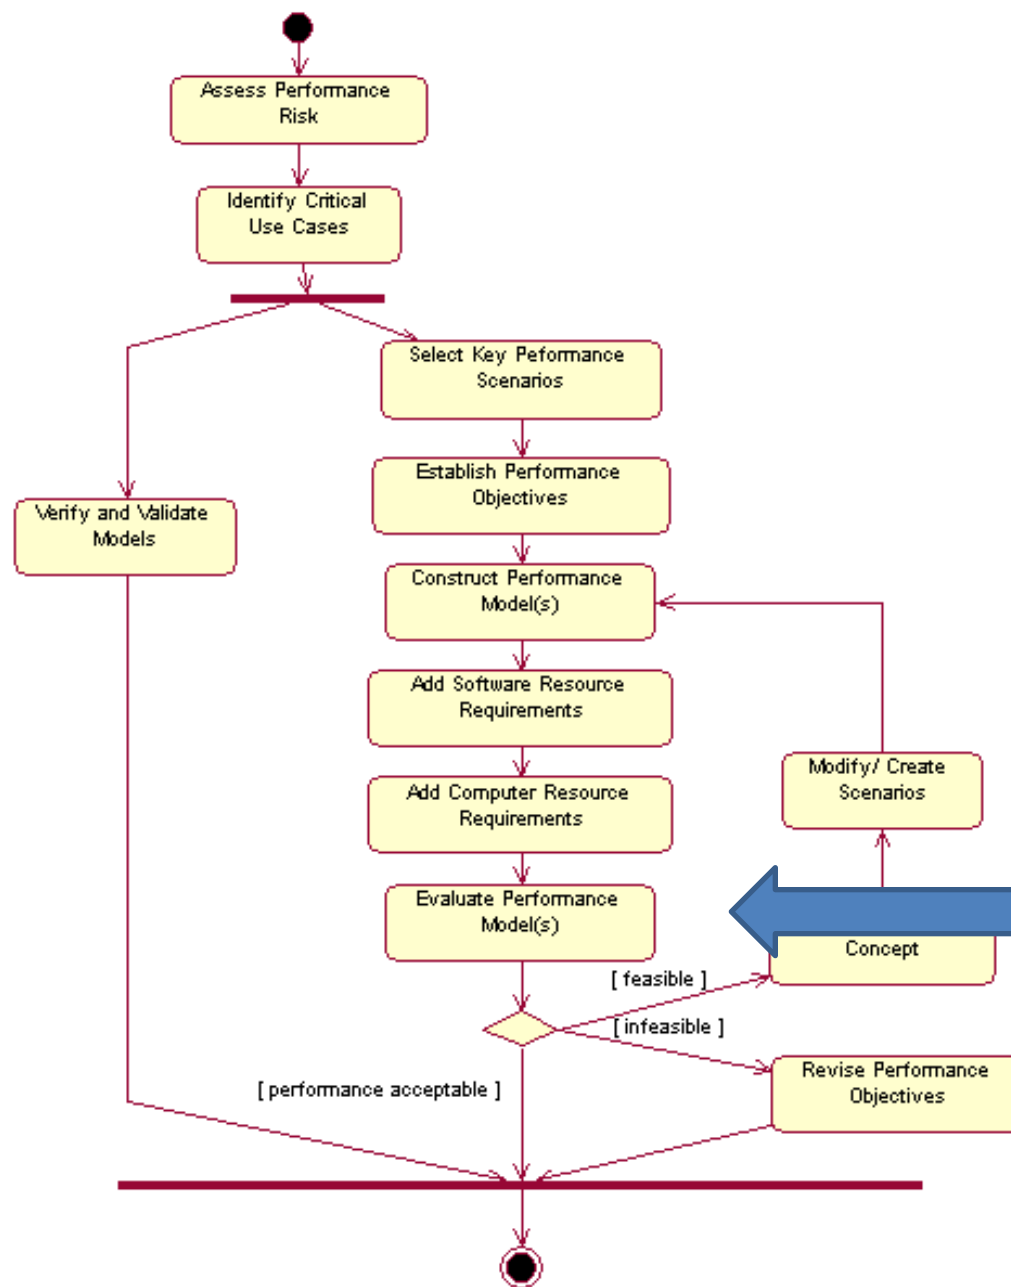 Assess Performance
Risk
Identify Critical
Use Cases
Select Key Peformance
Scenarios
Establish Performance
Objectives
Verify and Validate
Models
Construct Performance
Model(s)
Add Software Resource
Requirements
Modify/ Create
Scenarios
Add Computer Resource
Requirements
Evaluate Performance
Model(s)
Concept
[ feasible ]
[ infeasible ]
Revise Performance
Objectives
[ performance acceptable ]